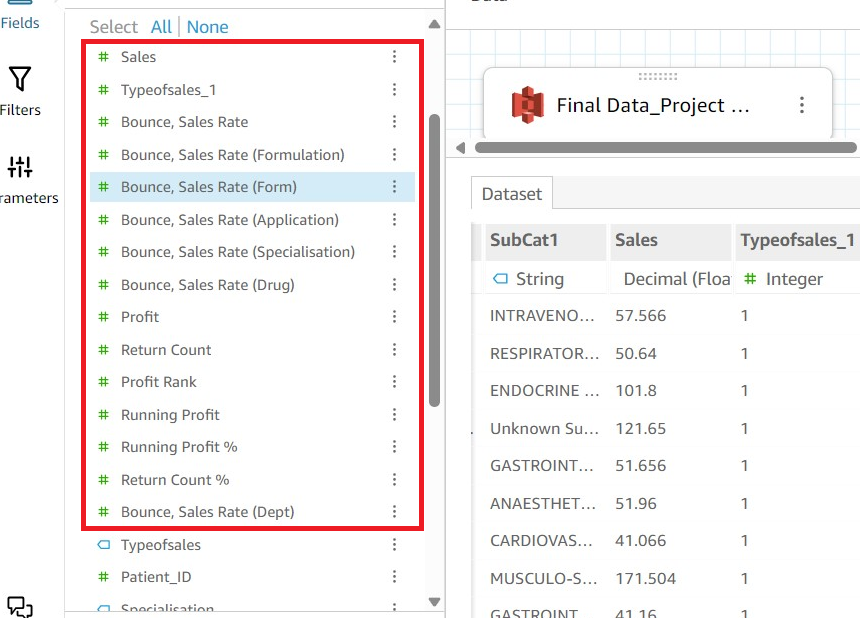 Fields
Filters
rameters
Select All None
Sales
Typeofsales_1
Bounce, Sales Rate
Bounce, Sales Rate (Formulation)
Bounce, Sales Rate (Form)
Bounce, Sales Rate (Application)
Bounce, Sales Rate (Specialisation)
Bounce, Sales Rate (Drug)
Profit
Return Count
Profit Rank
Running Profit
Running Profit %
Return Count %
Bounce, Sales Rate (Dept)
Typeofsales
Patient_ID
Specialisation
Final Data_Project ...
Dataset
SubCat1 Sales Typeofsales_1
String Decimal (Floa Integer
INTRAVENO... 57.566 1
RESPIRATOR... 50.64 1
ENDOCRINE ... 101.8 1
Unknown Su... 121.65 1
GASTROINT... 51.656 1
ANAESTHET... 51.96 1
CARDIOVAS... 41.066 1
MUSCULO-S... 171.504 1
GASTROINT 41.16 1